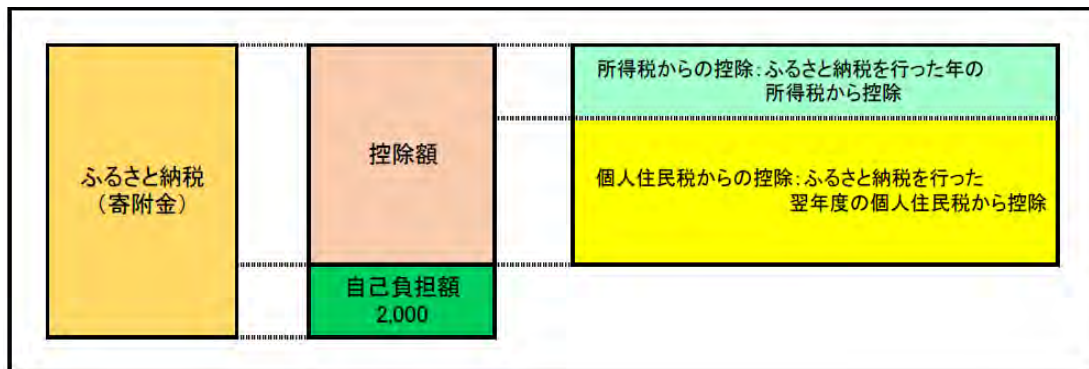 ふるさと納税
（寄附金）
控除額
自己負担額
2,000
所得税からの控除：ふるさと納税を行った年の
所得税から控除
個人住民税からの控除：ふるさと納税を行った
翌年度の個人住民税から控除